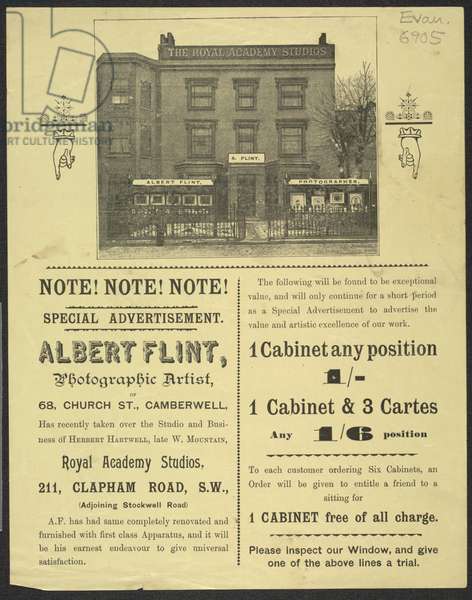 Evan.
6905
THE ROYAL ACADEMY STUDIOS
A. FLINT.
ALBERT FLINT,
PHOTOGRAPHER,
bridgeman
ART CULTURE HISTORY
NOTE! NOTE! NOTE!
SPECIAL ADVERTISEMENT.
ALBERT FLINT,
Photographic Artist,
OF
68, CHURCH ST., CAMBERWELL,
Has recently taken over the Studio and Busi-
ness of HERBERT HARTWELL, late W. MOUNTAIN,
Royal Academy Studios,
211, CLAPHAM ROAD, S.W.,
(Adjoining Stockwell Road)
A.F. has had same completely renovated and
furnished with first class Apparatus, and it will
be his earnest endeavour to give universal
satisfaction.
The following will be found to be exceptional
value, and will only continue for a short period
as a Special Advertisement to advertise the
value and artistic excellence of our work.
1 Cabinet any position
1/-
1 Cabinet & 3 Cartes
Any 1/6 position
To each customer ordering Six Cabinets, an
Order will be given to entitle a friend to a
sitting for
1 CABINET free of all charge.
Please inspect our Window, and give
one of the above lines a trial.